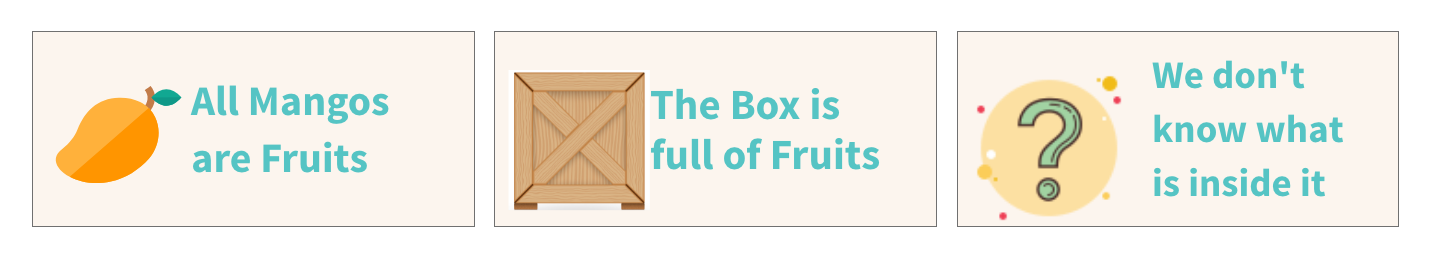 All Mangos
are Fruits
The Box is
full of Fruits
We don't
know what
is inside it